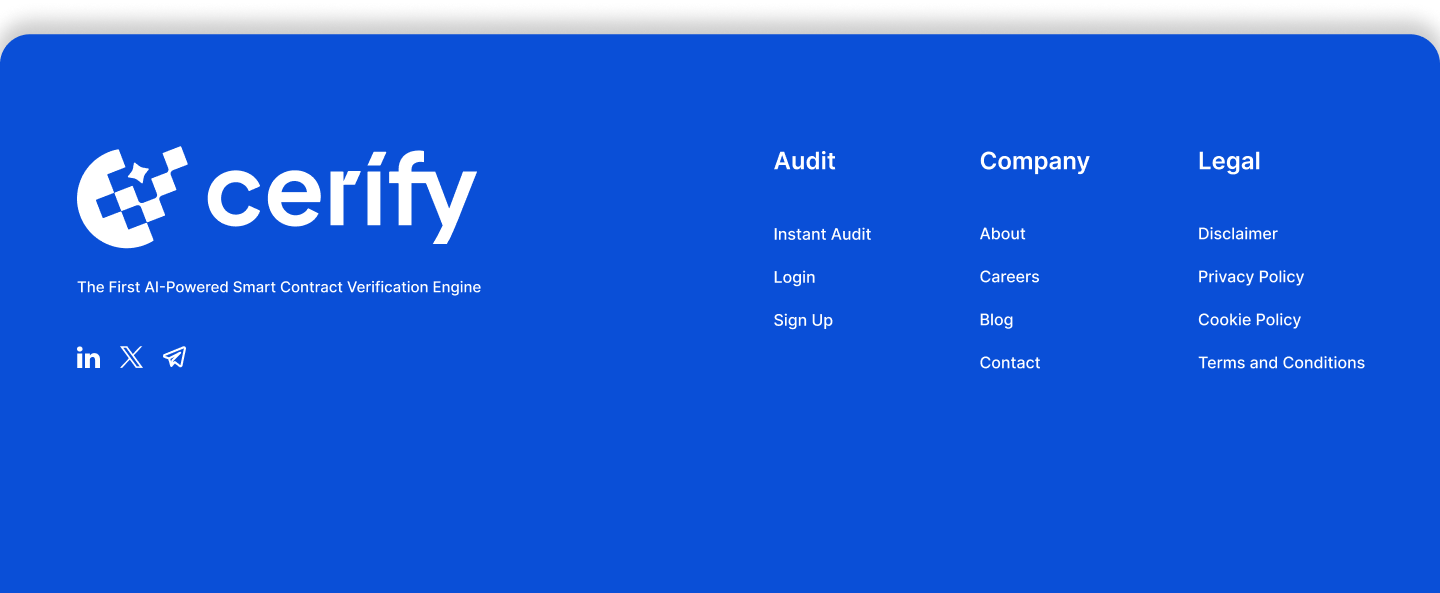 cerify
The First AI-Powered Smart Contract Verification Engine
in
X
Audit
Instant Audit
Login
Sign Up
Company
About
Careers
Blog
Contact
Legal
Disclaimer
Privacy Policy
Cookie Policy
Terms and Conditions